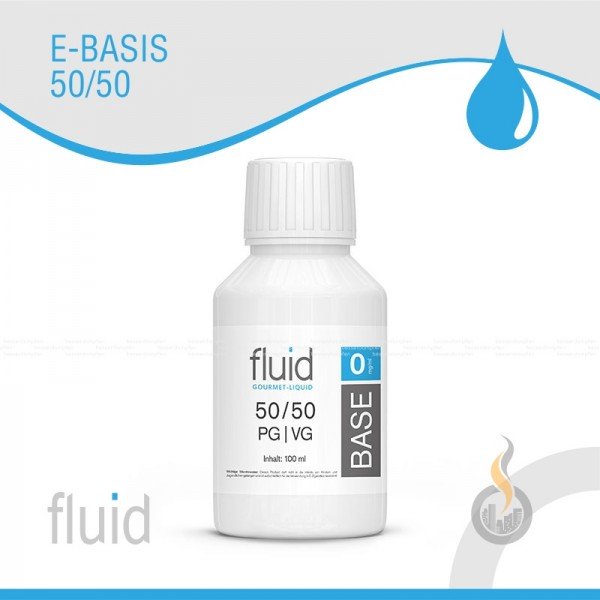 E-BASIS
50/50
fluid
GOURMET-LIQUID
50/50
PG|VG
Inhalt: 100 ml
0
mg/ml
BASE
fluid